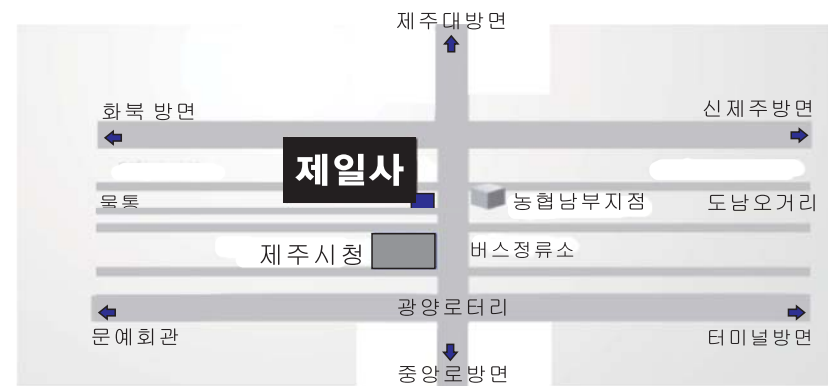 제주대방면
화북 방면
신제주방면
제일사
물통
농협남부지점
도남오거리
제주시청
버스정류소
광양로터리
문예회관
터미널방면
중앙로방면